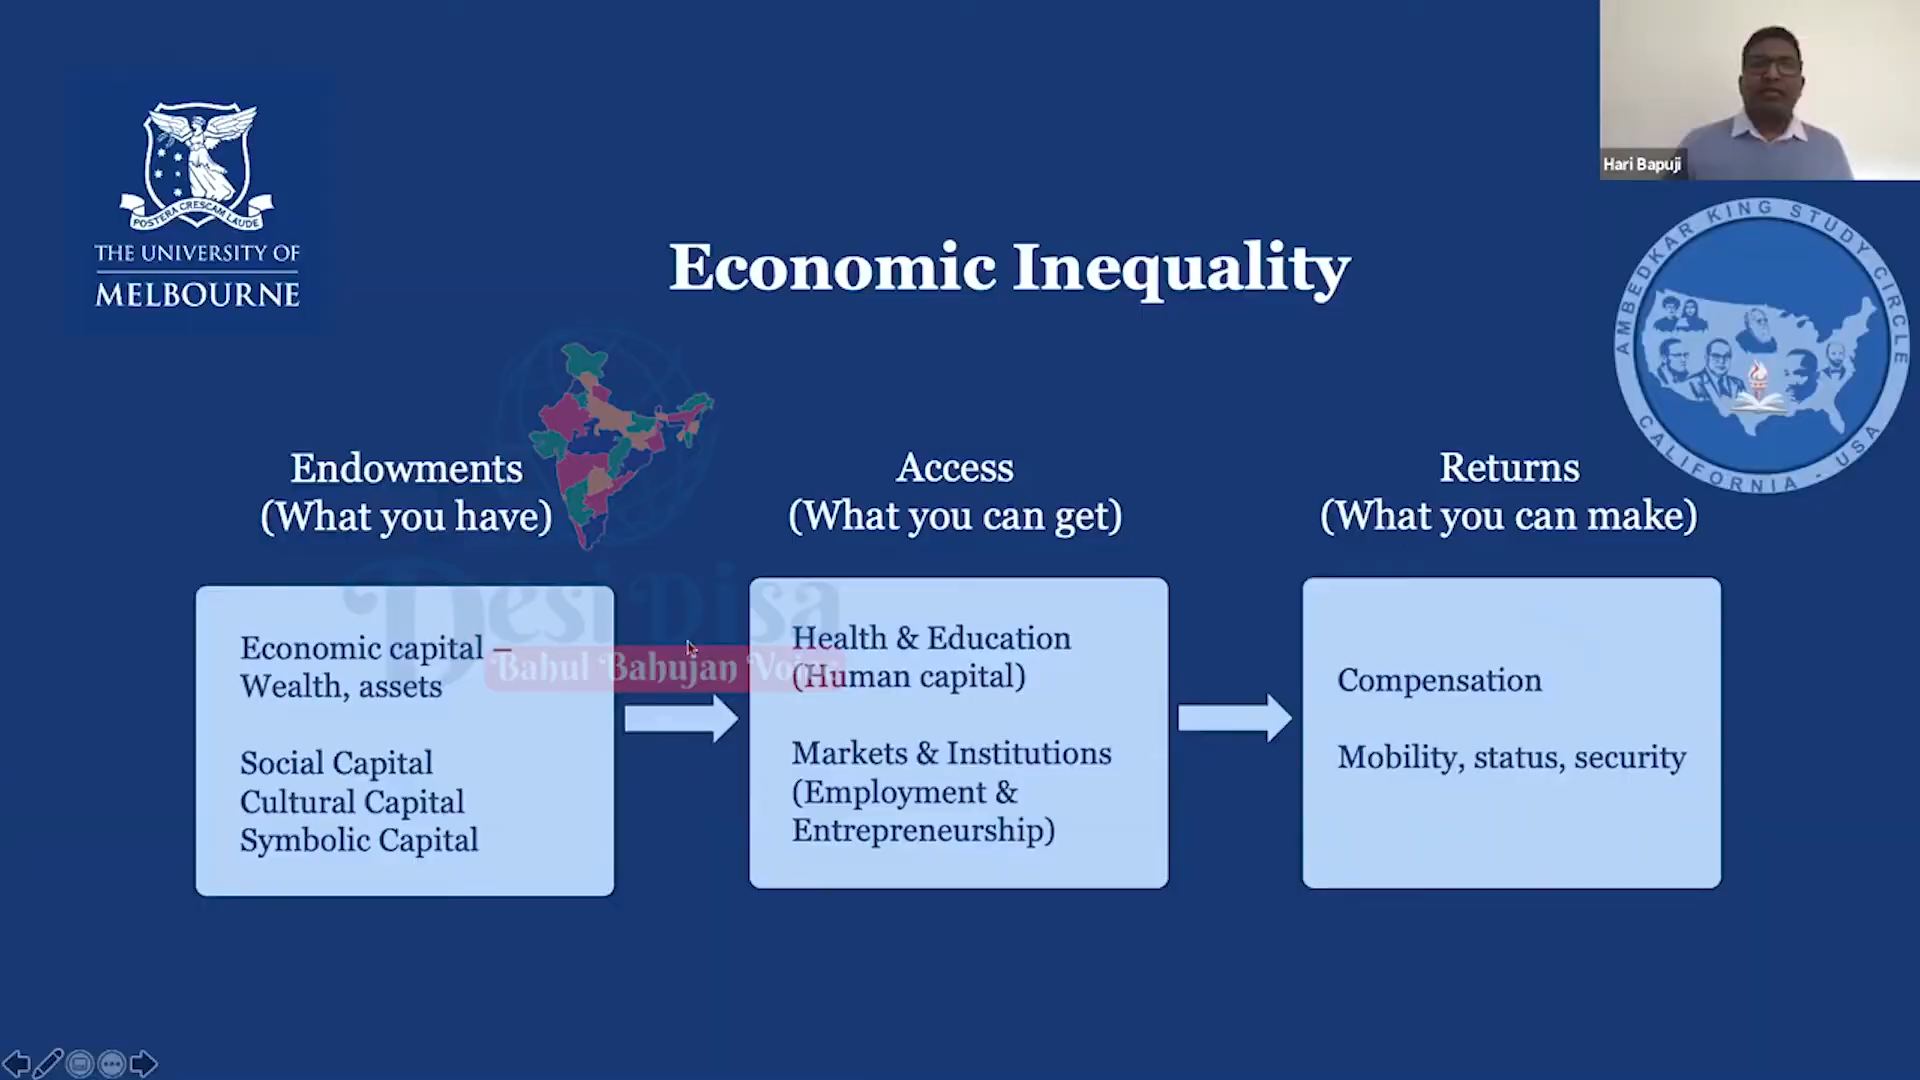 Hari Bapuji
POSTERA CRESCAM LAUDE
THE UNIVERSITY OF
MELBOURNE
AMBEDKAR KING STUDY CIRCLE
CALIFORNIA - USA
Economic Inequality
Endowments
(What you have)
Economic capital –
Wealth, assets
Social Capital
Cultural Capital
Symbolic Capital
Access
(What you can get)
Health & Education
(Human capital)
Markets & Institutions
(Employment &
Entrepreneurship)
Returns
(What you can make)
Compensation
Mobility, status, security
Desi Disa
Bahul Bahujan Voice